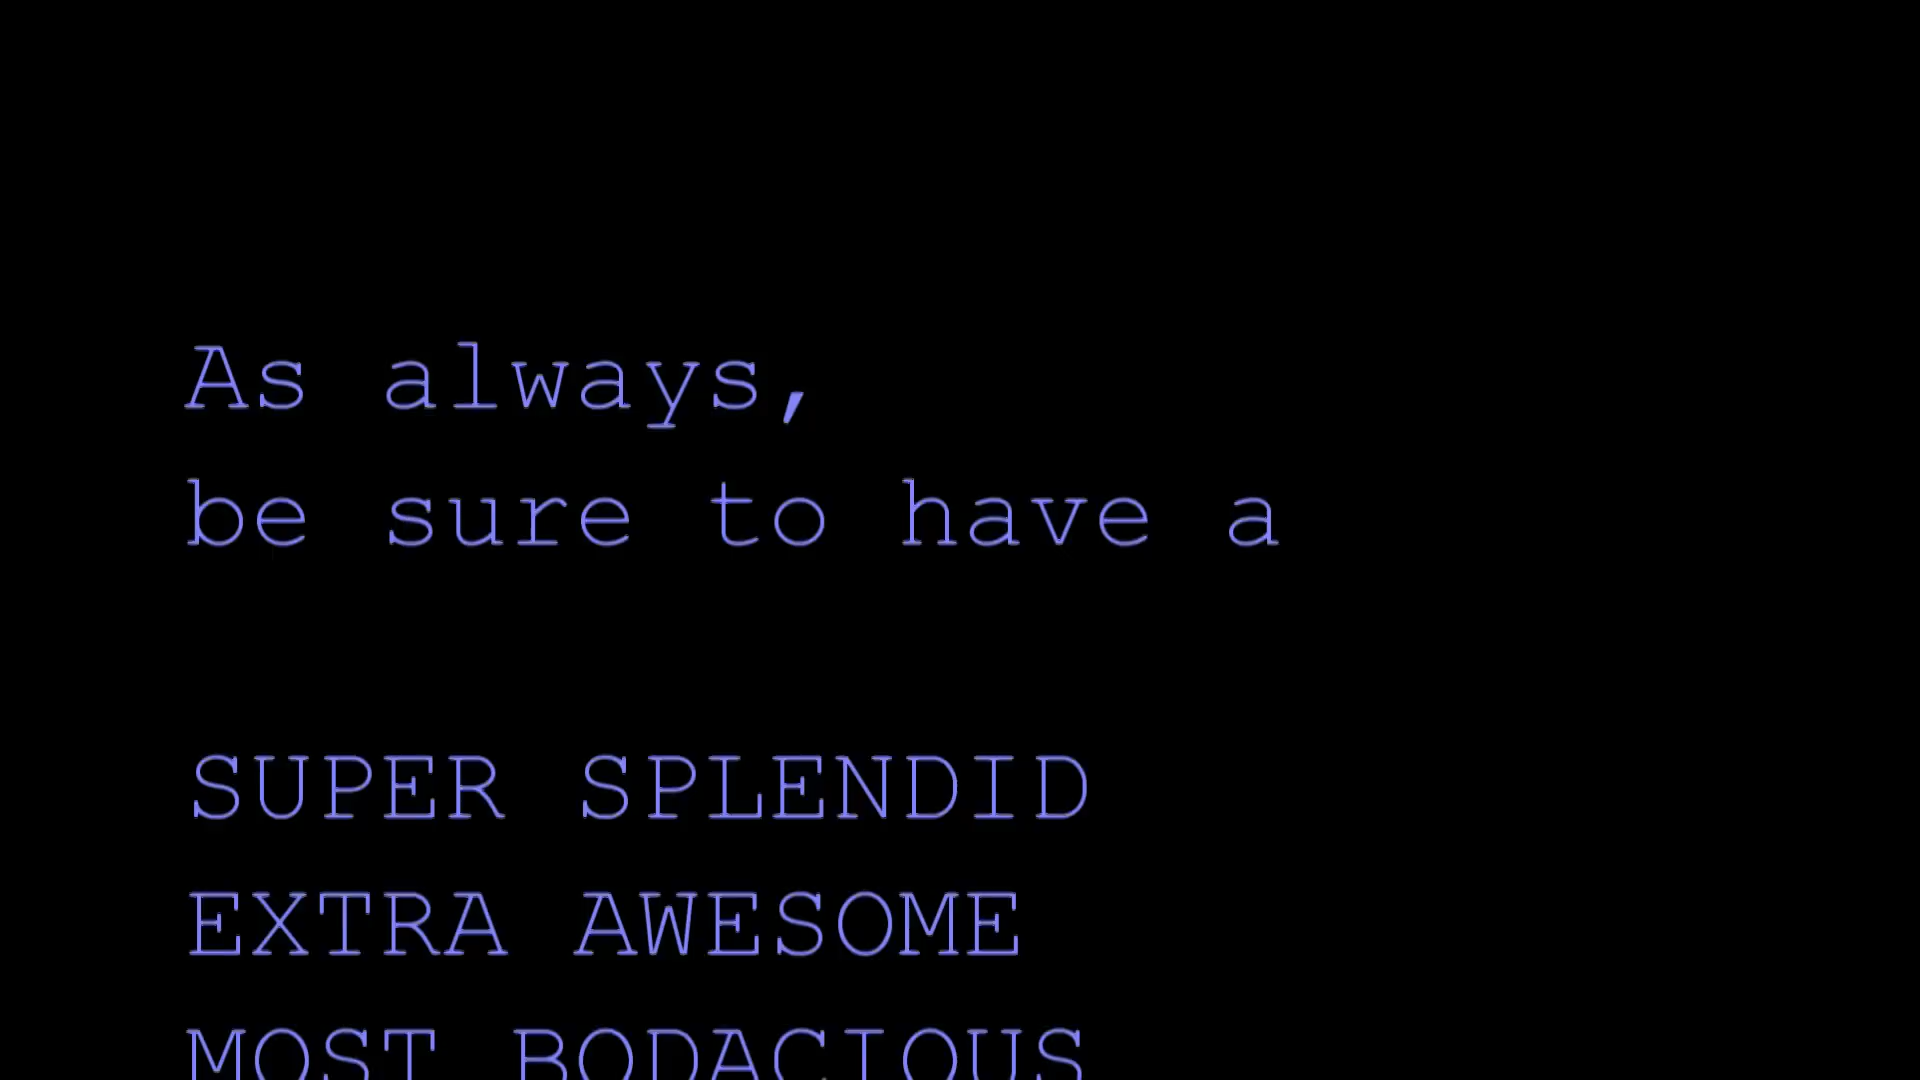 As always,
be sure to have a
SUPER SPLENDID
EXTRA AWESOME
MOST BODACIOUS